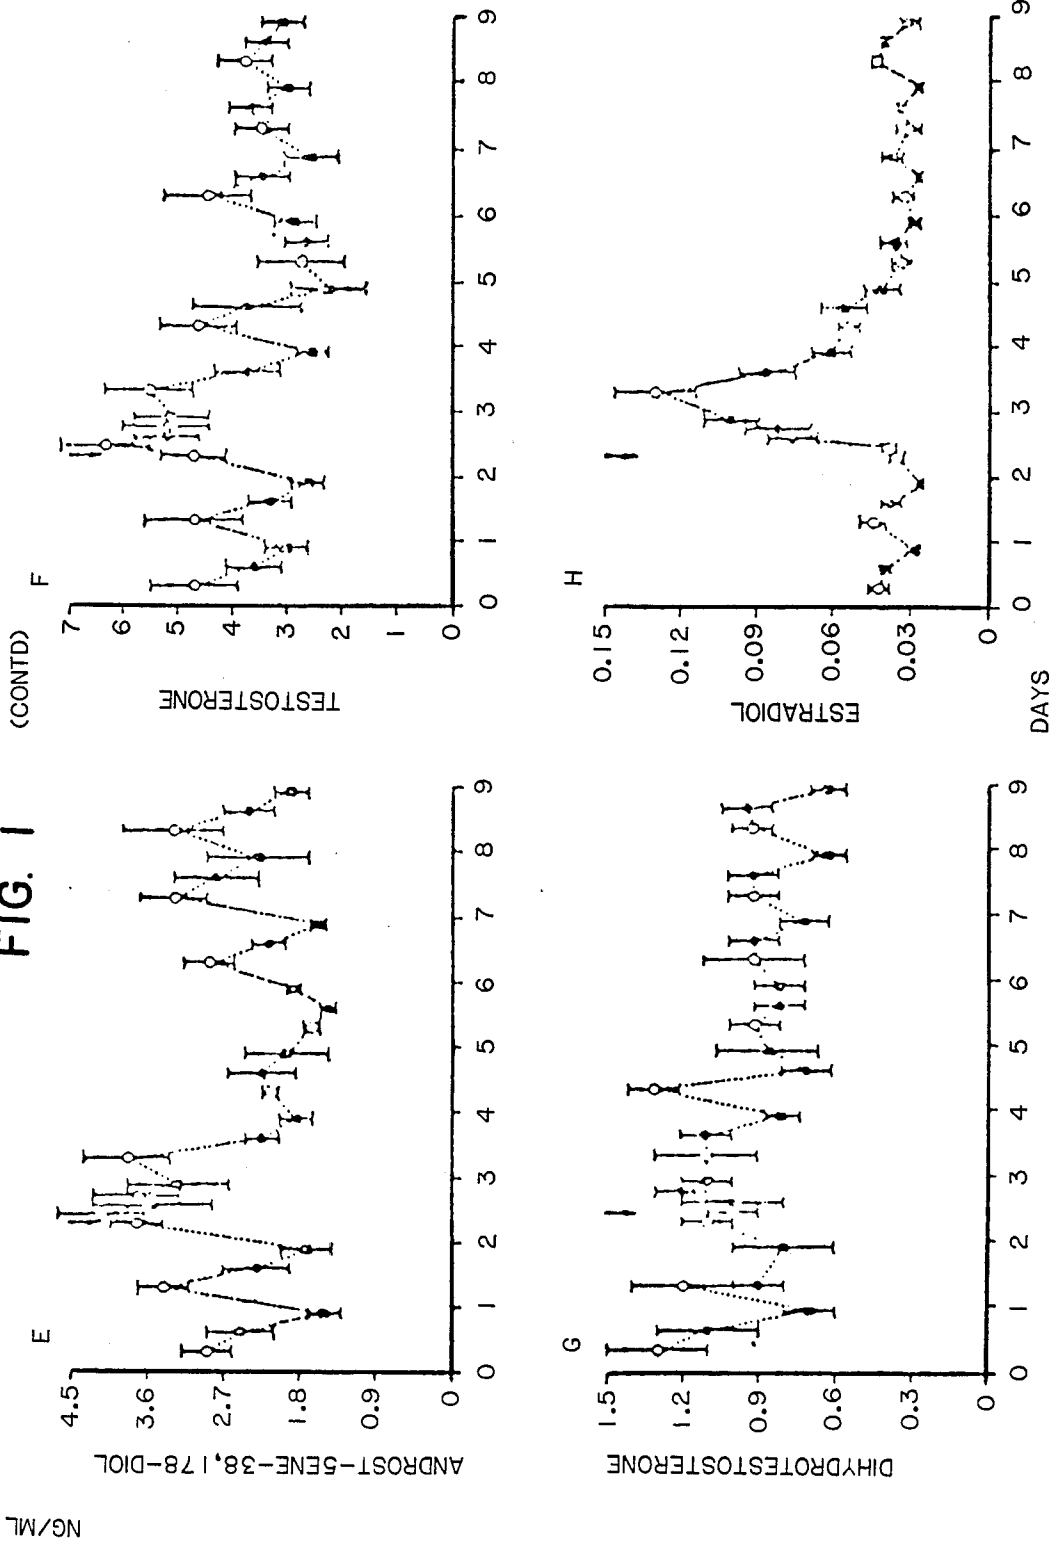 FIG. 1
(CONTD)
NG/ML
E
ANDROST-5ENE-38,178-DIOL
4.5
3.6
2.7
1.8
0.9
0
0 1 2 3 4 5 6 7 8 9
F
TESTOSTERONE
7
6
5
4
3
2
1
0
0 1 2 3 4 5 6 7 8 9
G
DIHYDROTESTOSTERONE
1.5
1.2
0.9
0.6
0.3
0
0 1 2 3 4 5 6 7 8 9
H
ESTRADIOL
0.15
0.12
0.09
0.06
0.03
0
0 1 2 3 4 5 6 7 8 9
DAYS